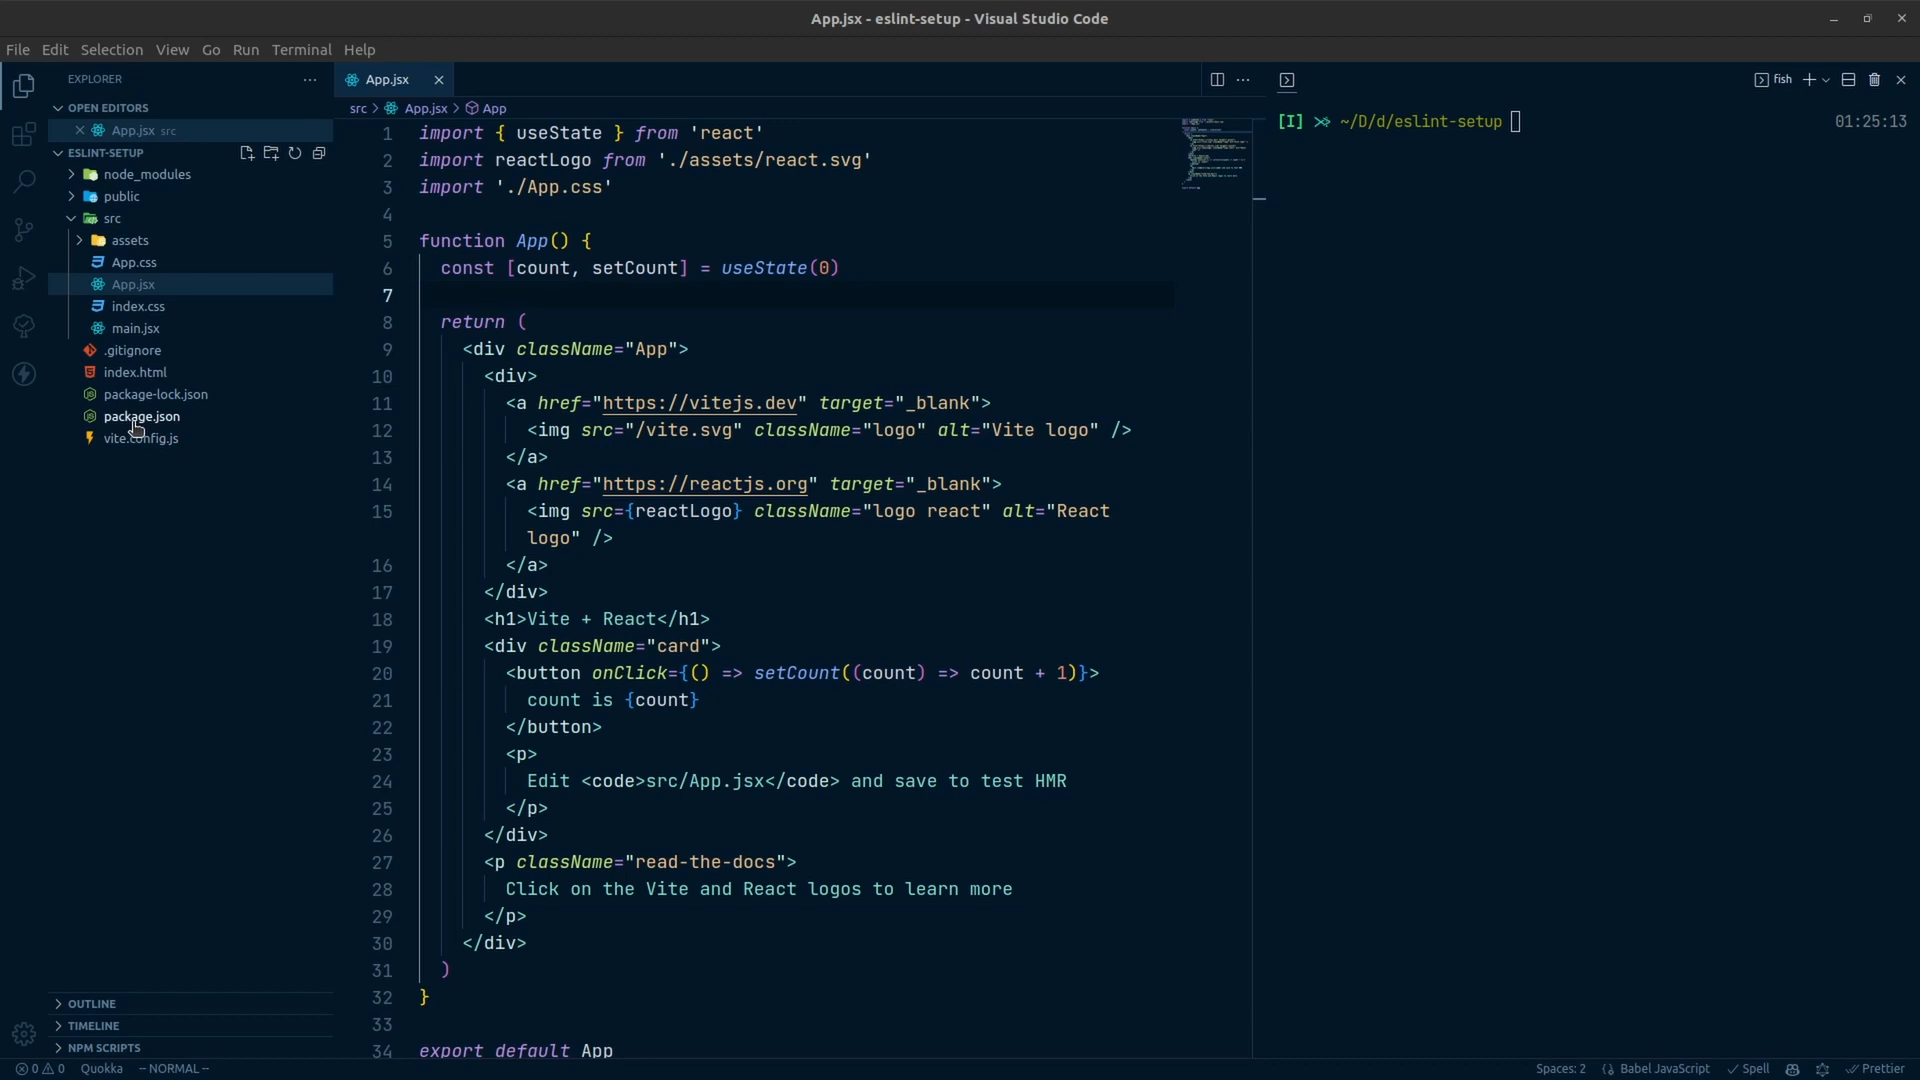 App.jsx - eslint-setup - Visual Studio Code
File Edit Selection View Go Run Terminal Help
EXPLORER
OPEN EDITORS
App.jsx src
ESLINT-SETUP
node_modules
public
src
assets
App.css
App.jsx
index.css
main.jsx
.gitignore
index.html
package-lock.json
package.json
vite.config.js
OUTLINE
TIMELINE
NPM SCRIPTS
App.jsx
src > App.jsx > App
1 import { useState } from 'react'
2 import reactLogo from './assets/react.svg'
3 import './App.css'
4
5 function App() {
6 const [count, setCount] = useState(0)
7
8 return (
9 <div className="App">
10 <div>
11 <a href="https://vitejs.dev" target="_blank">
12 <img src="/vite.svg" className="logo" alt="Vite logo" />
13 </a>
14 <a href="https://reactjs.org" target="_blank">
15 <img src={reactLogo} className="logo react" alt="React
logo" />
16 </a>
17 </div>
18 <h1>Vite + React</h1>
19 <div className="card">
20 <button onClick={() => setCount((count) => count + 1)}>
21 count is {count}
22 </button>
23 <p>
24 Edit <code>src/App.jsx</code> and save to test HMR
25 </p>
26 </div>
27 <p className="read-the-docs">
28 Click on the Vite and React logos to learn more
29 </p>
30 </div>
31 )
32 }
33
34 export default App
fish
[I] ~/D/d/eslint-setup 01:25:13
0 0 Quokka -- NORMAL -- Spaces: 2 Babel JavaScript Spell Prettier